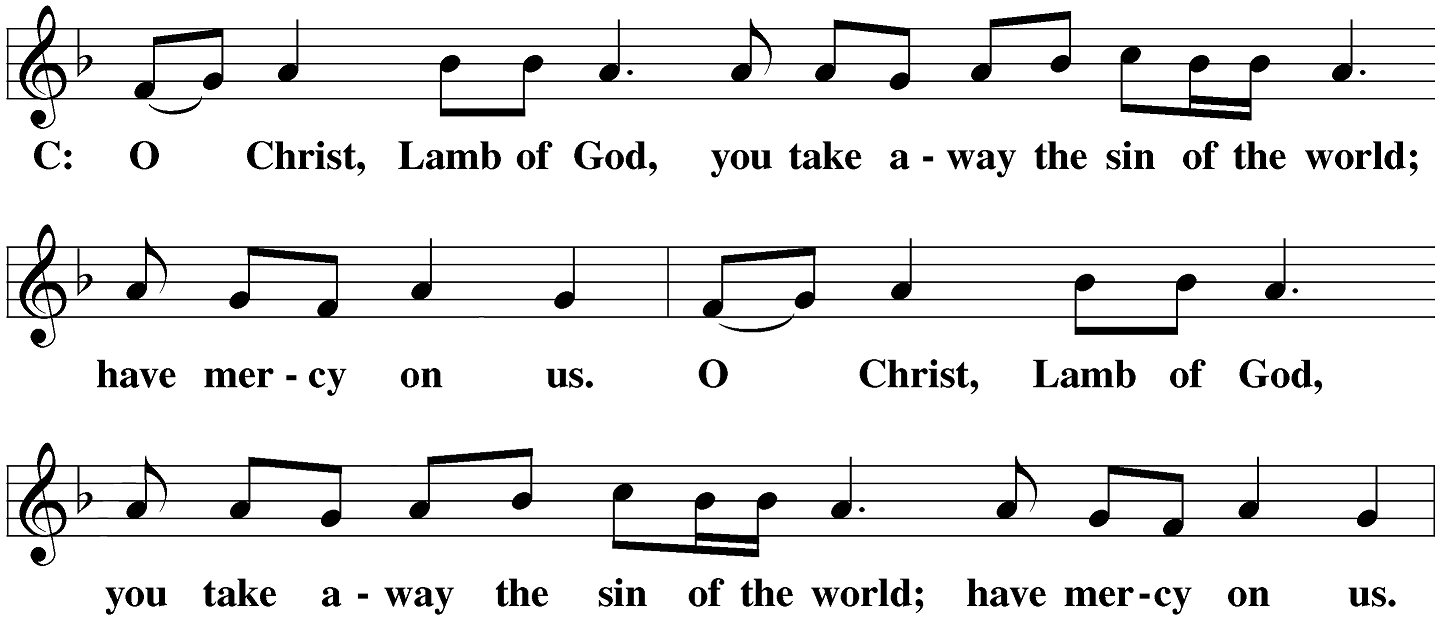 C: O Christ, Lamb of God, you take a - way the sin of the world;
have mer - cy on us. O Christ, Lamb of God,
you take a - way the sin of the world; have mer - cy on us.